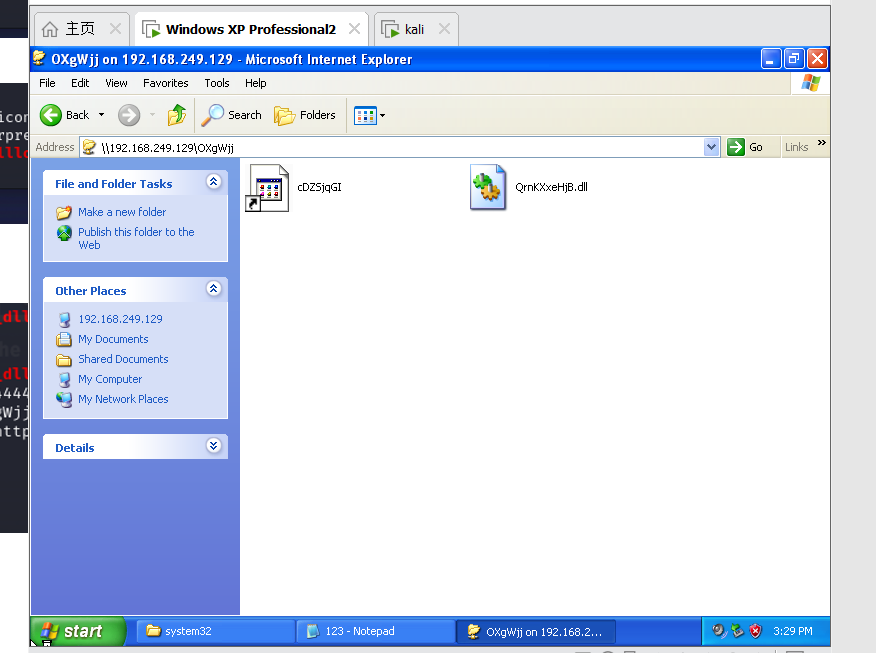 主页
Windows XP Professional2
kali
OXgWjj on 192.168.249.129 - Microsoft Internet Explorer
File Edit View Favorites Tools Help
Back Search Folders
Address \\192.168.249.129\OXgWjj Go Links »
File and Folder Tasks
Make a new folder
Publish this folder to the
Web
Other Places
192.168.249.129
My Documents
Shared Documents
My Computer
My Network Places
Details
cDZSjqGI
QrnKXxeHjB.dll
start
system32
123 - Notepad
OXgWjj on 192.168.2...
3:29 PM